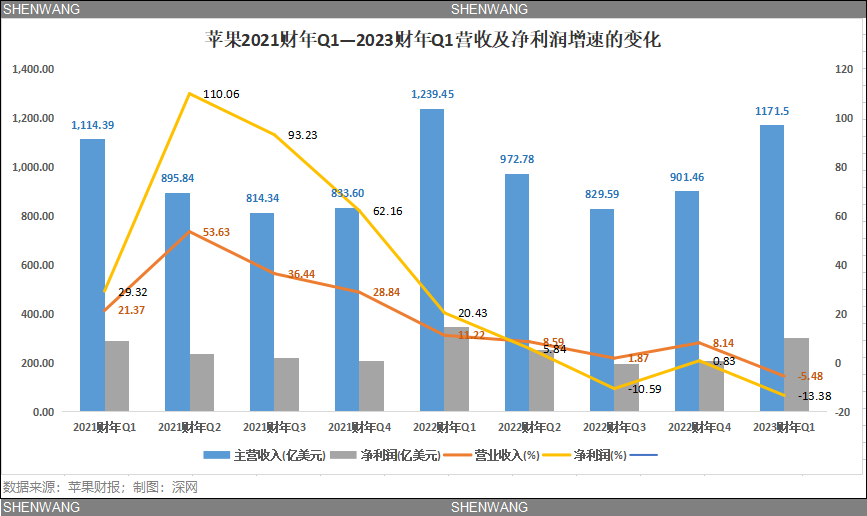 SHENWANG SHENWANG
苹果2021财年Q1—2023财年Q1营收及净利润增速的变化
1,400.00 120
1,200.00 100
1,000.00 80
800.00 60
600.00 40
400.00 20
200.00 0
0.00 -20
1,114.39 895.84 814.34 833.60 1,239.45 972.78 829.59 901.46 1171.5
29.32 110.06 93.23 62.16 20.43 5.84 -10.59 0.83 -13.38
21.37 53.63 36.44 28.84 11.22 8.59 1.87 8.14 -5.48
2021财年Q1 2021财年Q2 2021财年Q3 2021财年Q4 2022财年Q1 2022财年Q2 2022财年Q3 2022财年Q4 2023财年Q1
主营收入(亿美元) 净利润(亿美元) 营业收入(%) 净利润(%)
数据来源：苹果财报；制图：深网
SHENWANG SHENWANG